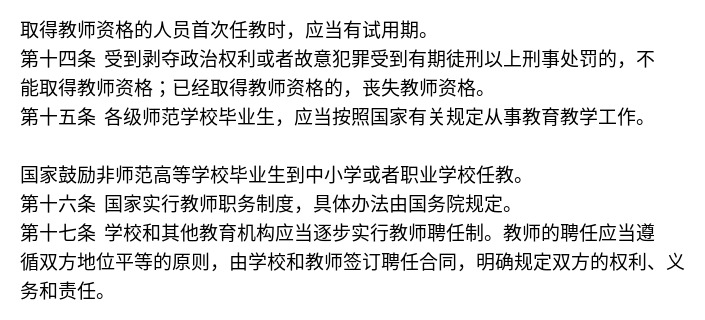 取得教师资格的人员首次任教时，应当有试用期。
第十四条 受到剥夺政治权利或者故意犯罪受到有期徒刑以上刑事处罚的，不
能取得教师资格；已经取得教师资格的，丧失教师资格。
第十五条 各级师范学校毕业生，应当按照国家有关规定从事教育教学工作。
国家鼓励非师范高等学校毕业生到中小学或者职业学校任教。
第十六条 国家实行教师职务制度，具体办法由国务院规定。
第十七条 学校和其他教育机构应当逐步实行教师聘任制。教师的聘任应当遵
循双方地位平等的原则，由学校和教师签订聘任合同，明确规定双方的权利、义
务和责任。